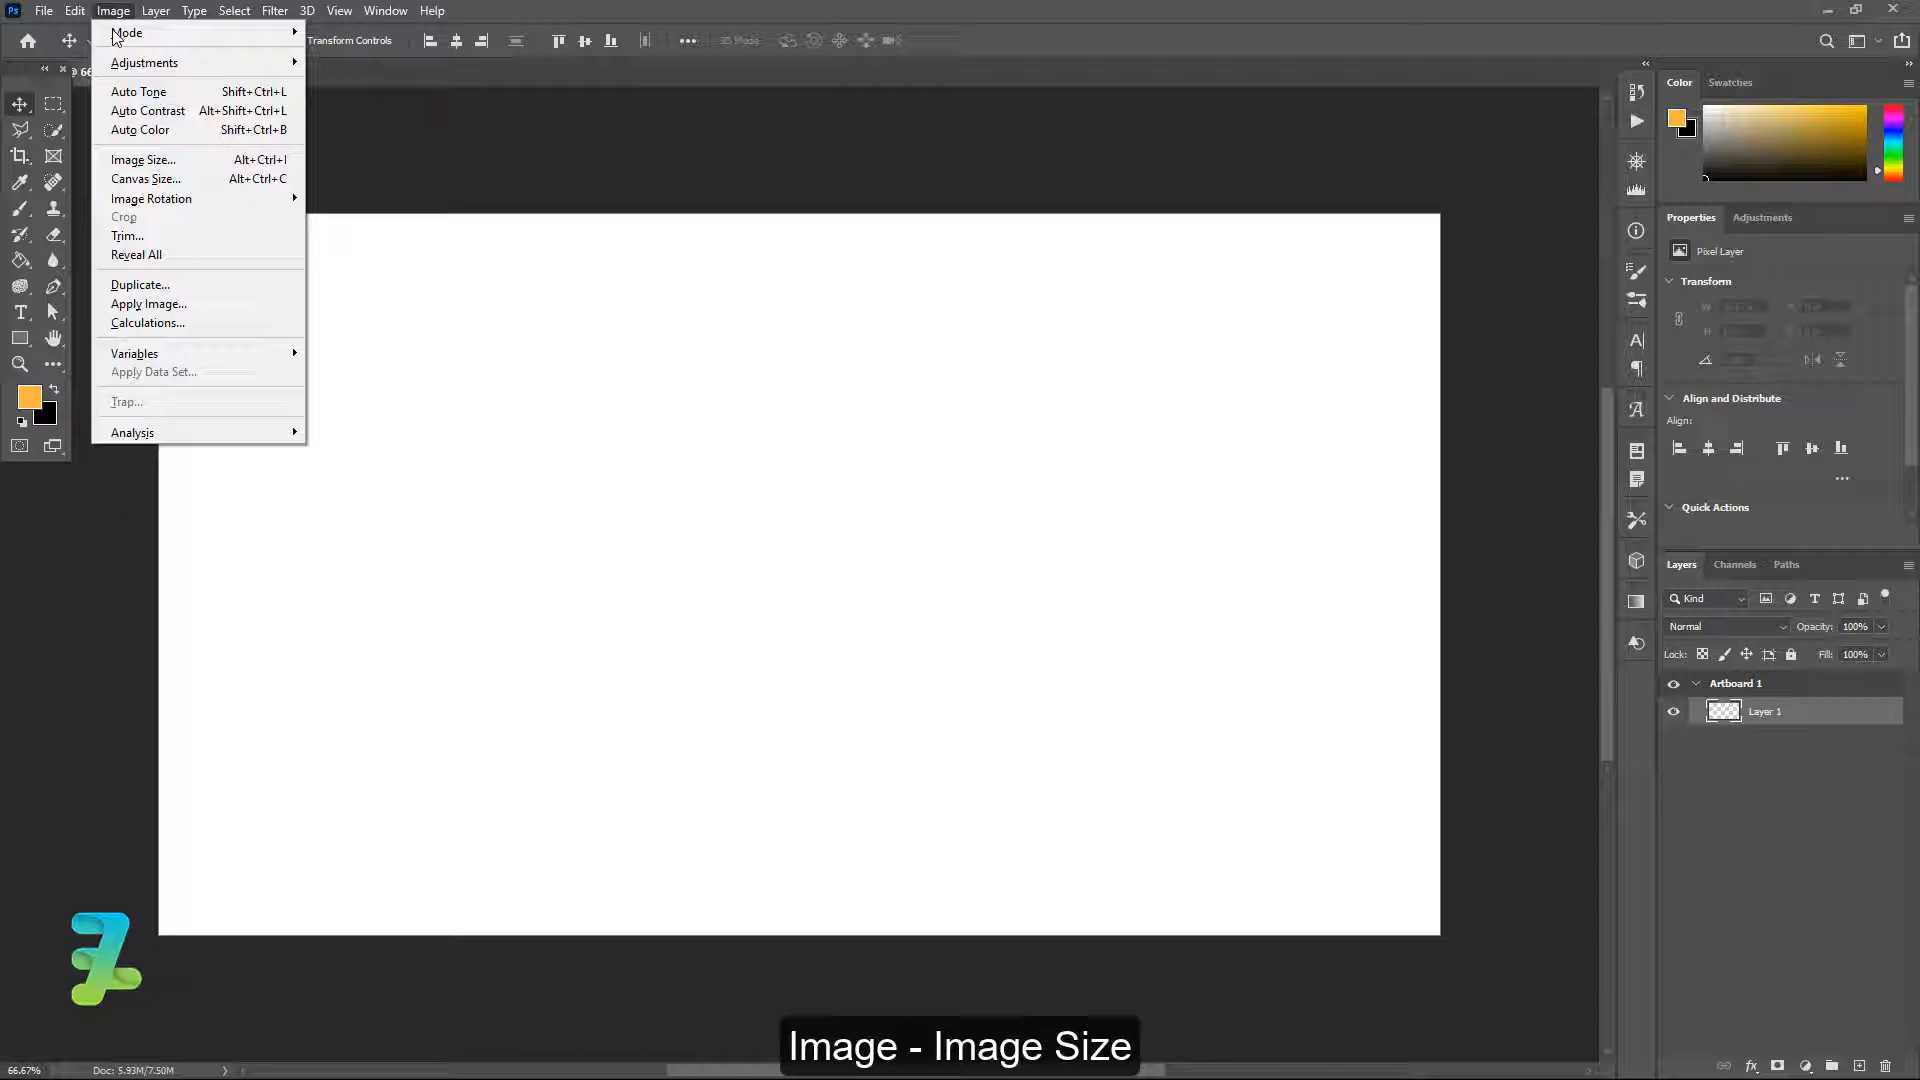 Ps File Edit Image Layer Type Select Filter 3D View Window Help
Mode
Transform Controls
3D Mode
@ 66
Adjustments
Auto Tone Shift+Ctrl+L
Auto Contrast Alt+Shift+Ctrl+L
Auto Color Shift+Ctrl+B
Image Size... Alt+Ctrl+I
Canvas Size... Alt+Ctrl+C
Image Rotation
Crop
Trim...
Reveal All
Duplicate...
Apply Image...
Calculations...
Variables
Apply Data Set...
Trap...
Analysis
Color Swatches
Properties Adjustments
Pixel Layer
Transform
W X
H Y
Align and Distribute
Align:
Quick Actions
Layers Channels Paths
Kind
Normal Opacity: 100%
Lock: Fill: 100%
Artboard 1
Layer 1
Image - Image Size
66.67% Doc: 5.93M/7.50M